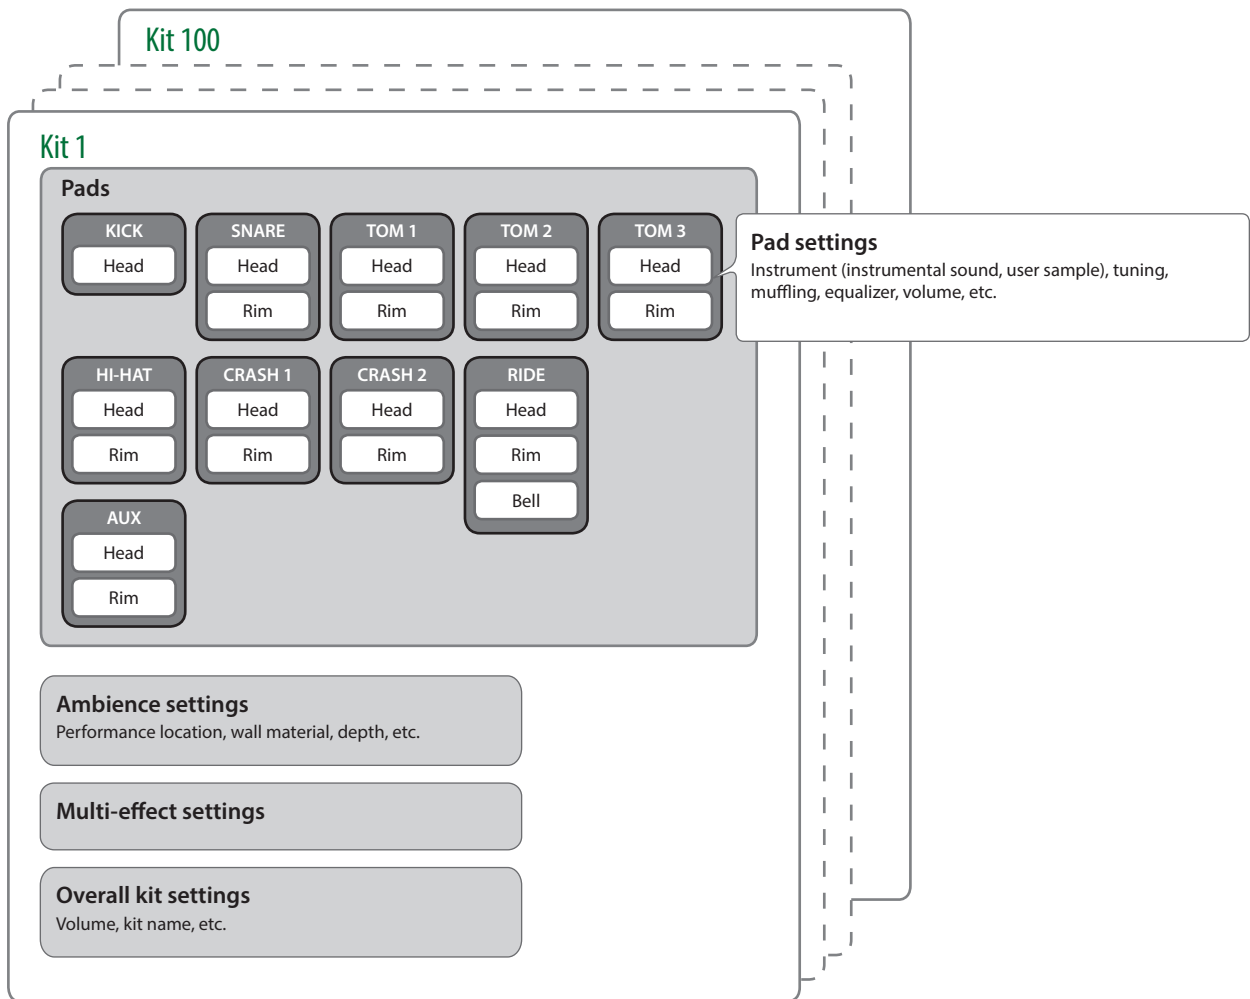 Kit 100
Kit 1
Pads
KICK SNARE TOM 1 TOM 2 TOM 3
Head Head Head Head Head
Rim Rim Rim Rim
Pad settings
Instrument (instrumental sound, user sample), tuning,
muffling, equalizer, volume, etc.
HI-HAT CRASH 1 CRASH 2 RIDE
Head Head Head Head
Rim Rim Rim Rim
Bell
AUX
Head
Rim
Ambience settings
Performance location, wall material, depth, etc.
Multi-effect settings
Overall kit settings
Volume, kit name, etc.